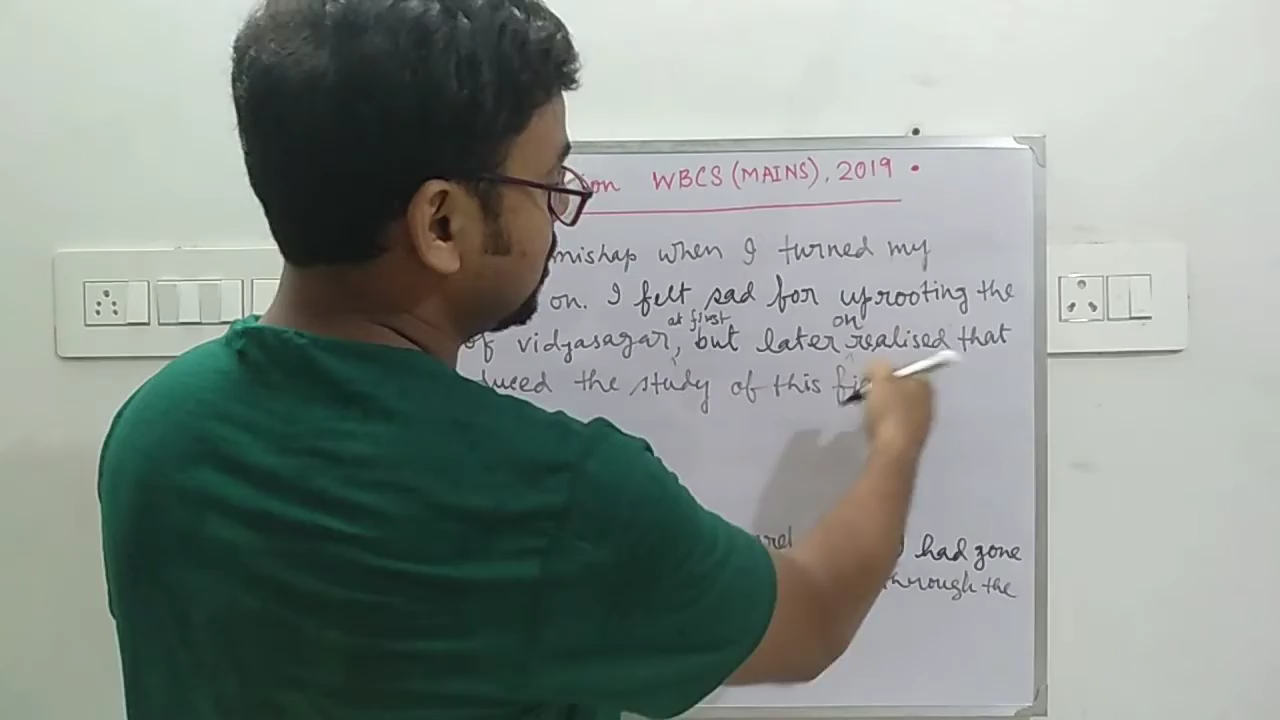 on WBCS (MAINS), 2019 •
mishap when I turned my
on. I felt sad for uprooting the
at first on
of vidyasagar, but later realised that
duced the study of this
had gone
through the